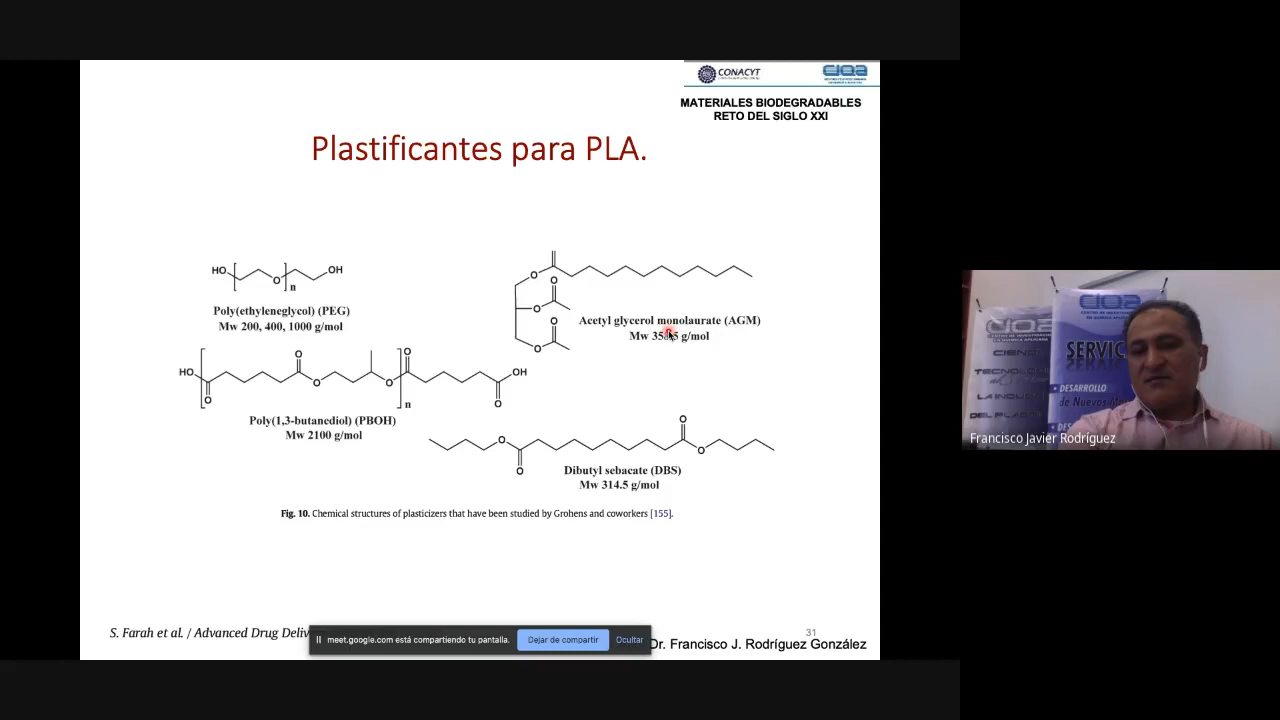 CONACYT
CIQA
MATERIALES BIODEGRADABLES
RETO DEL SIGLO XXI
Plastificantes para PLA.
HO
O
n
OH
Poly(ethyleneglycol) (PEG)
Mw 200, 400, 1000 g/mol
O
O
O
O
O
Acetyl glycerol monolaurate (AGM)
Mw 358.5 g/mol
HO
O
O
O
O
O
n
O
OH
Poly(1,3-butanediol) (PBOH)
Mw 2100 g/mol
O
O
O
O
Dibutyl sebacate (DBS)
Mw 314.5 g/mol
Fig. 10. Chemical structures of plasticizers that have been studied by Grohens and coworkers [155].
S. Farah et al. / Advanced Drug Deliv
meet.google.com está compartiendo tu pantalla.
Dejar de compartir
Ocultar
31
Dr. Francisco J. Rodríguez González
CIQA
SERVIC
• DESARROLLO
de Nuevos
CIENC
Francisco Javier Rodríguez